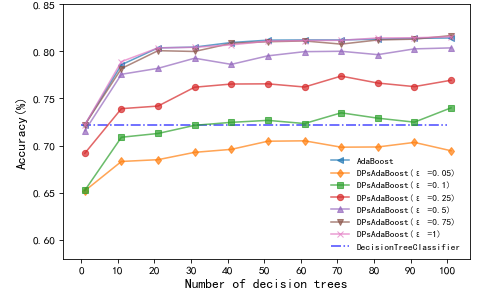 0.85
0.80
0.75
0.70
0.65
0.60
Accuracy(%)
AdaBoost
DPsAdaBoost(ε =0.05)
DPsAdaBoost(ε =0.1)
DPsAdaBoost(ε =0.25)
DPsAdaBoost(ε =0.5)
DPsAdaBoost(ε =0.75)
DPsAdaBoost(ε =1)
DecisionTreeClassifier
0 10 20 30 40 50 60 70 80 90 100
Number of decision trees